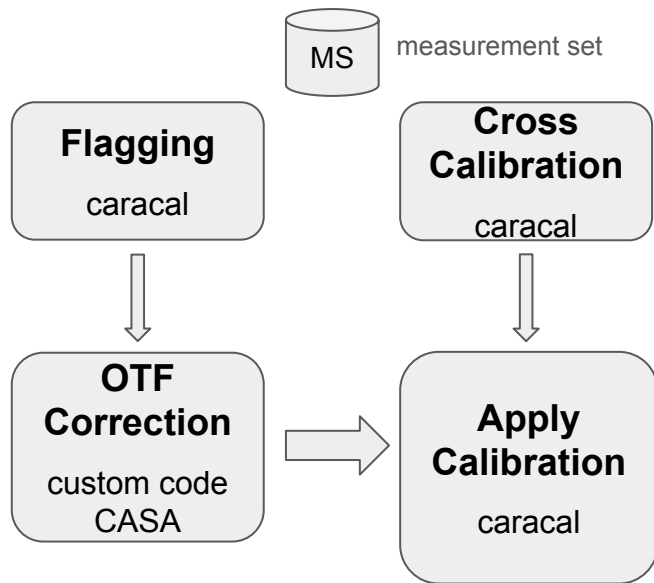 MS
measurement set
Flagging
caracal
Cross
Calibration
caracal
OTF
Correction
custom code
CASA
Apply
Calibration
caracal